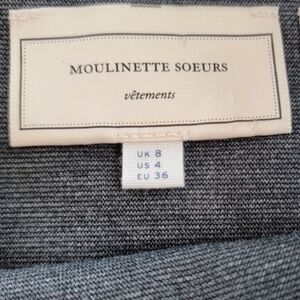 MOULINETTE SOEURS
vêtements
UK 8
US 4
EU 36